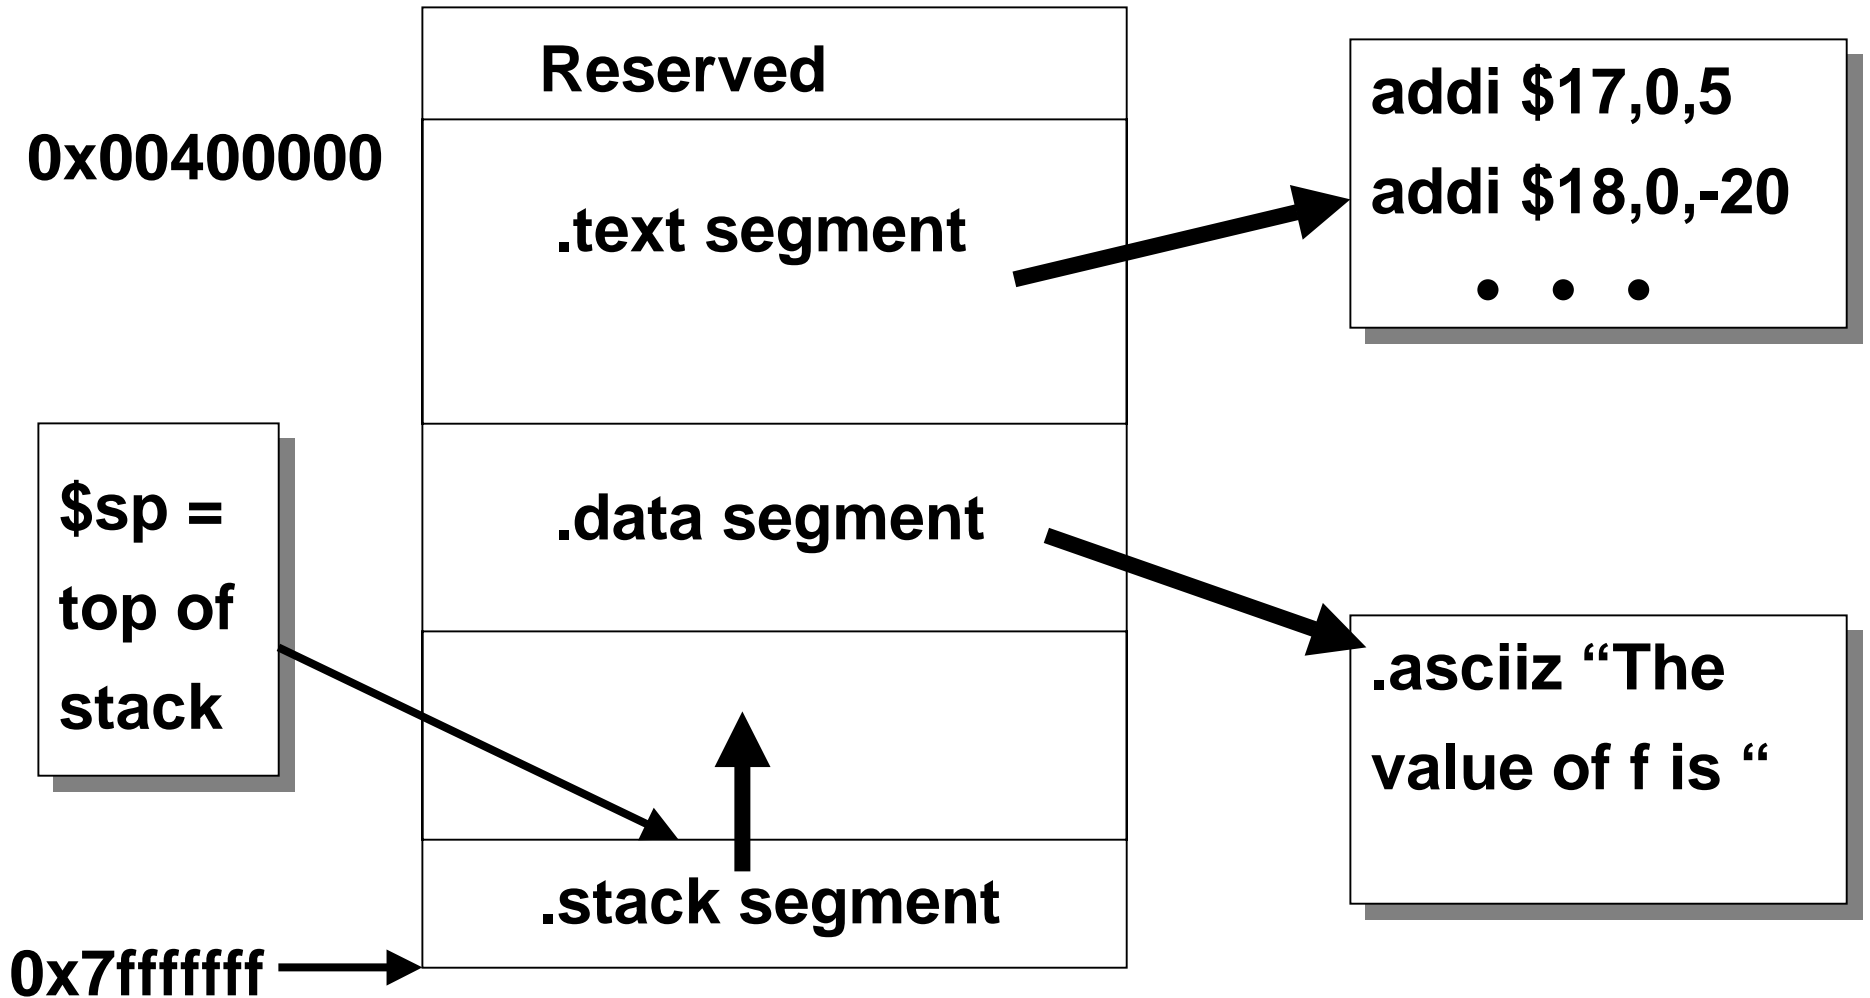 Reserved
0x00400000
.text segment
addi $17,0,5
addi $18,0,-20
• • •
$sp =
top of
stack
.data segment
.asciiz “The
value of f is “
.stack segment
0x7fffffff